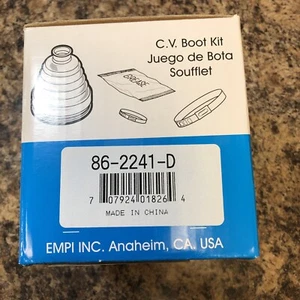 C.V. Boot Kit
Juego de Bota
Soufflet
GREASE
86-2241-D
7 07924 01826 4
MADE IN CHINA
EMPI INC. Anaheim, CA. USA